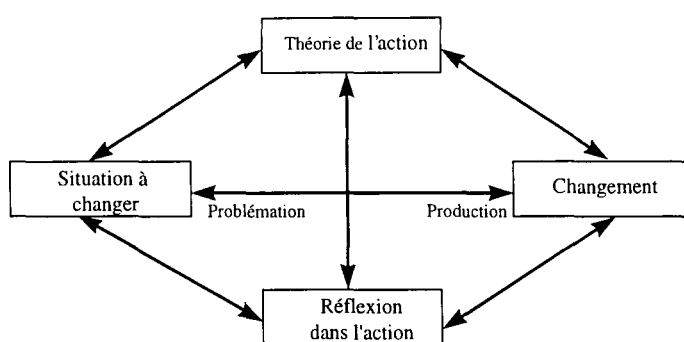 Théorie de l'action
Situation à
changer
Changement
Problémation
Production
Réflexion
dans l'action